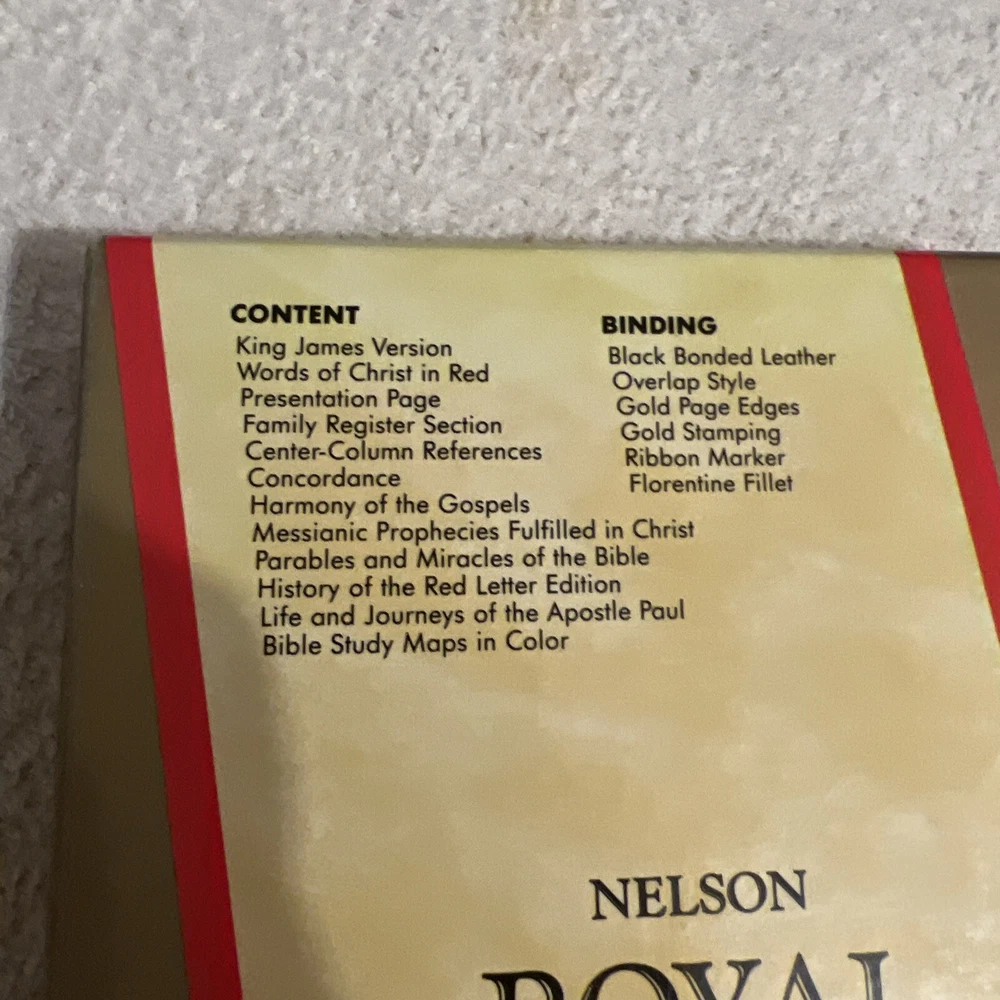 CONTENT
King James Version
Words of Christ in Red
Presentation Page
Family Register Section
Center-Column References
Concordance
Harmony of the Gospels
Messianic Prophecies Fulfilled in Christ
Parables and Miracles of the Bible
History of the Red Letter Edition
Life and Journeys of the Apostle Paul
Bible Study Maps in Color
BINDING
Black Bonded Leather
Overlap Style
Gold Page Edges
Gold Stamping
Ribbon Marker
Florentine Fillet
NELSON
ROYAL